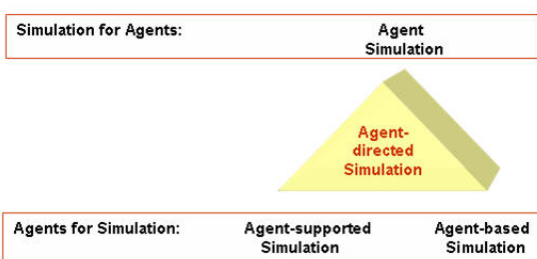 Simulation for Agents: Agent
Simulation
Agent-
directed
Simulation
Agents for Simulation: Agent-supported Agent-based
Simulation Simulation